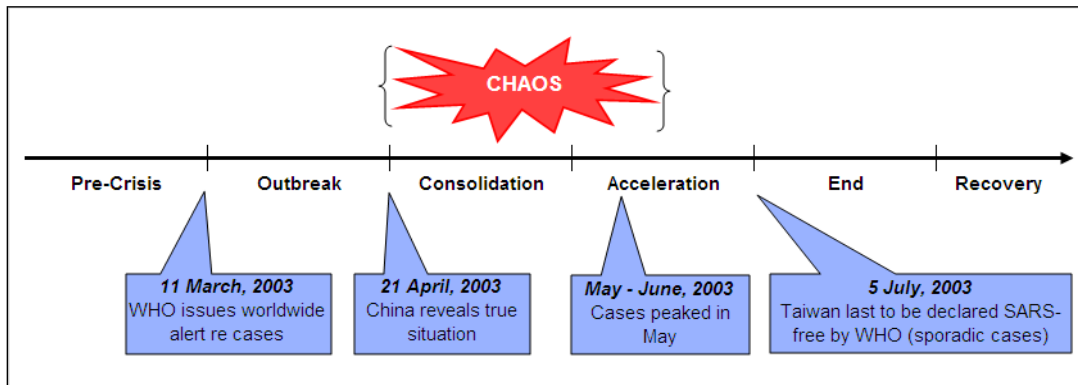 CHAOS
Pre-Crisis Outbreak Consolidation Acceleration End Recovery
11 March, 2003
WHO issues worldwide
alert re cases
21 April, 2003
China reveals true
situation
May - June, 2003
Cases peaked in
May
5 July, 2003
Taiwan last to be declared SARS-
free by WHO (sporadic cases)